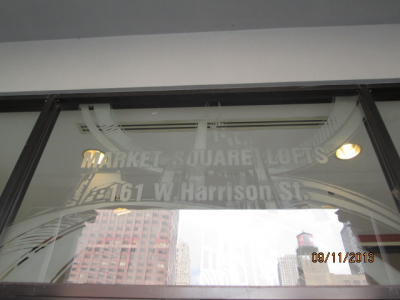 MARKET SQUARE LOFTS
161 W Harrison St.
09/11/2013